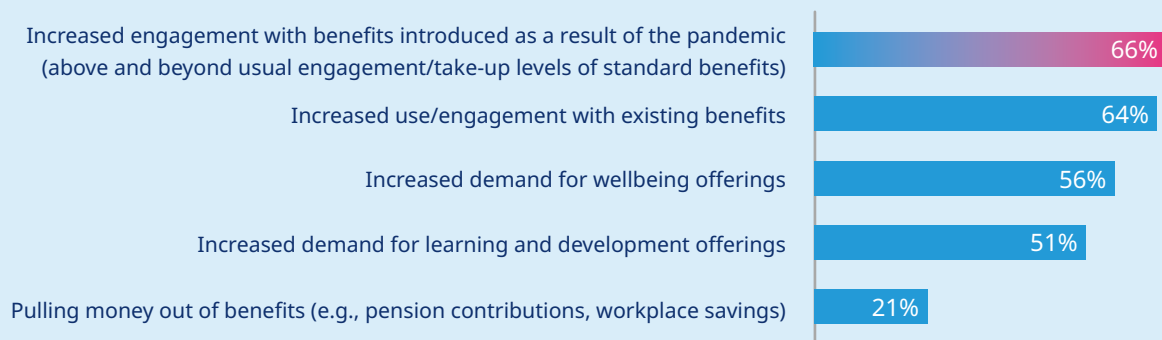 Increased engagement with benefits introduced as a result of the pandemic
(above and beyond usual engagement/take-up levels of standard benefits)
66%
Increased use/engagement with existing benefits
64%
Increased demand for wellbeing offerings
56%
Increased demand for learning and development offerings
51%
Pulling money out of benefits (e.g., pension contributions, workplace savings)
21%